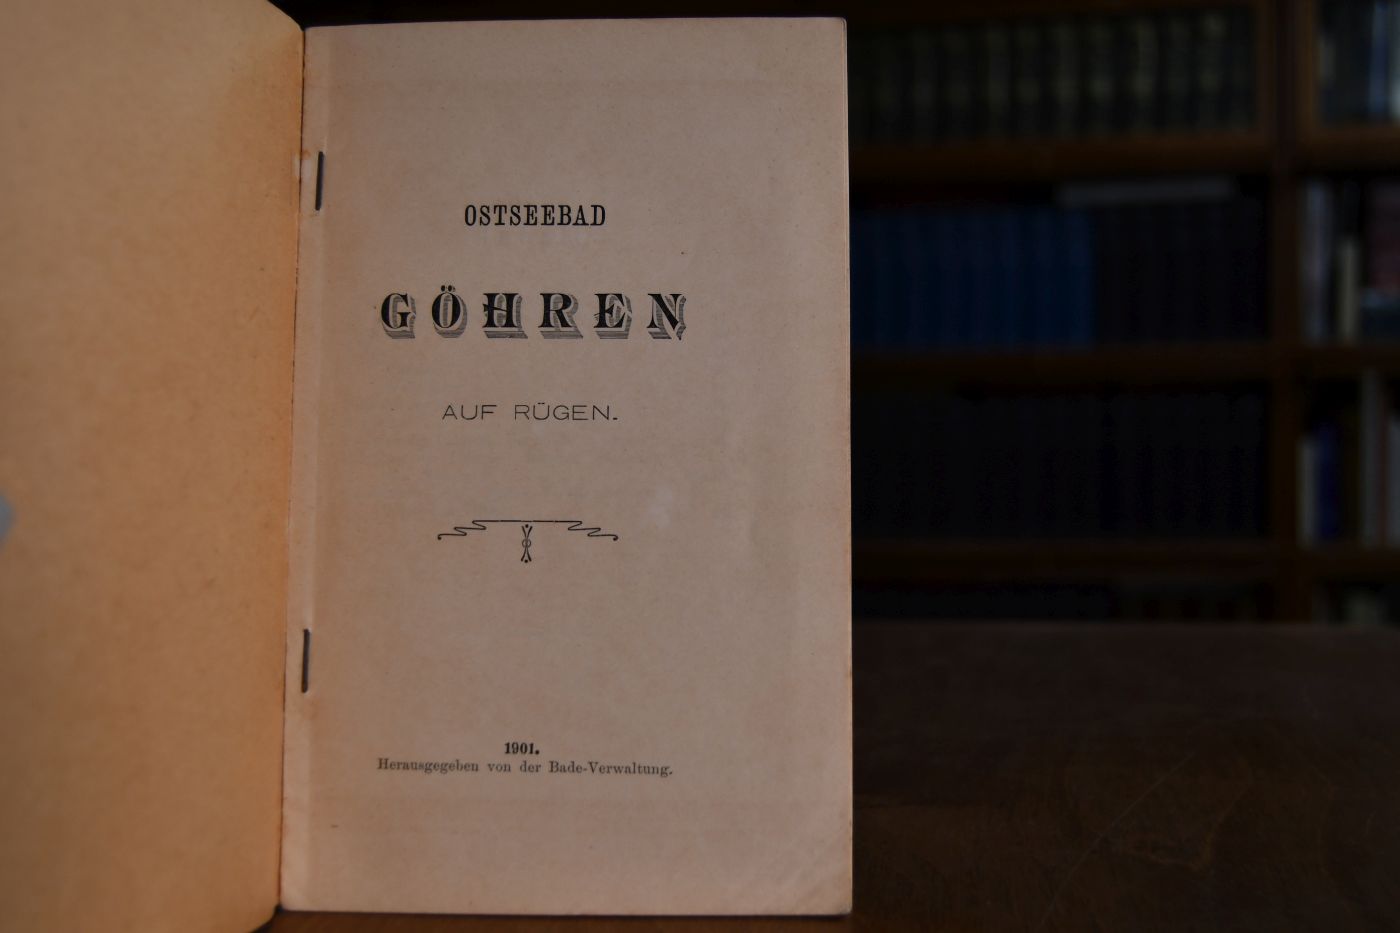 OSTSEEBAD
GÖHREN
AUF RÜGEN.
1901.
Herausgegeben von der Bade-Verwaltung.